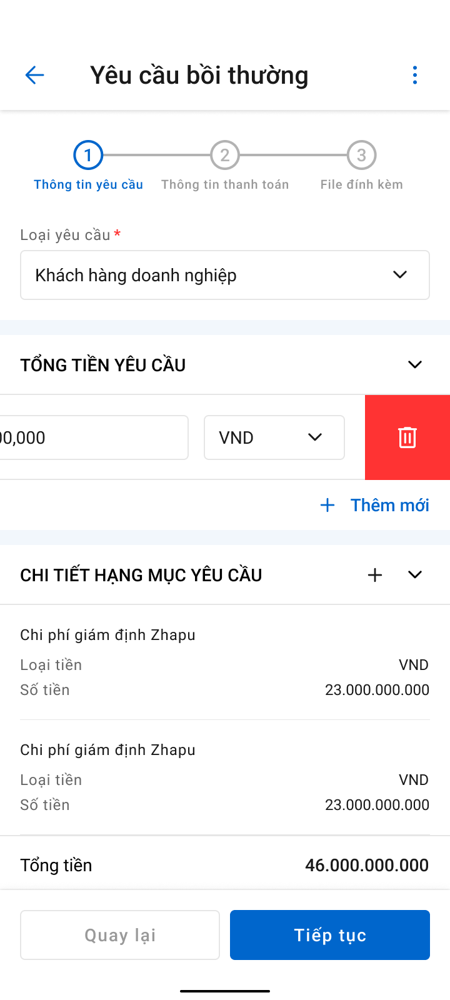 Yêu cầu bồi thường
1 2 3
Thông tin yêu cầu Thông tin thanh toán File đính kèm
Loại yêu cầu *
Khách hàng doanh nghiệp
TỔNG TIỀN YÊU CẦU
00,000 VND
Thêm mới
CHI TIẾT HẠNG MỤC YÊU CẦU
Chi phí giám định Zhapu
Loại tiền VND
Số tiền 23.000.000.000
Chi phí giám định Zhapu
Loại tiền VND
Số tiền 23.000.000.000
Tổng tiền 46.000.000.000
Quay lại Tiếp tục